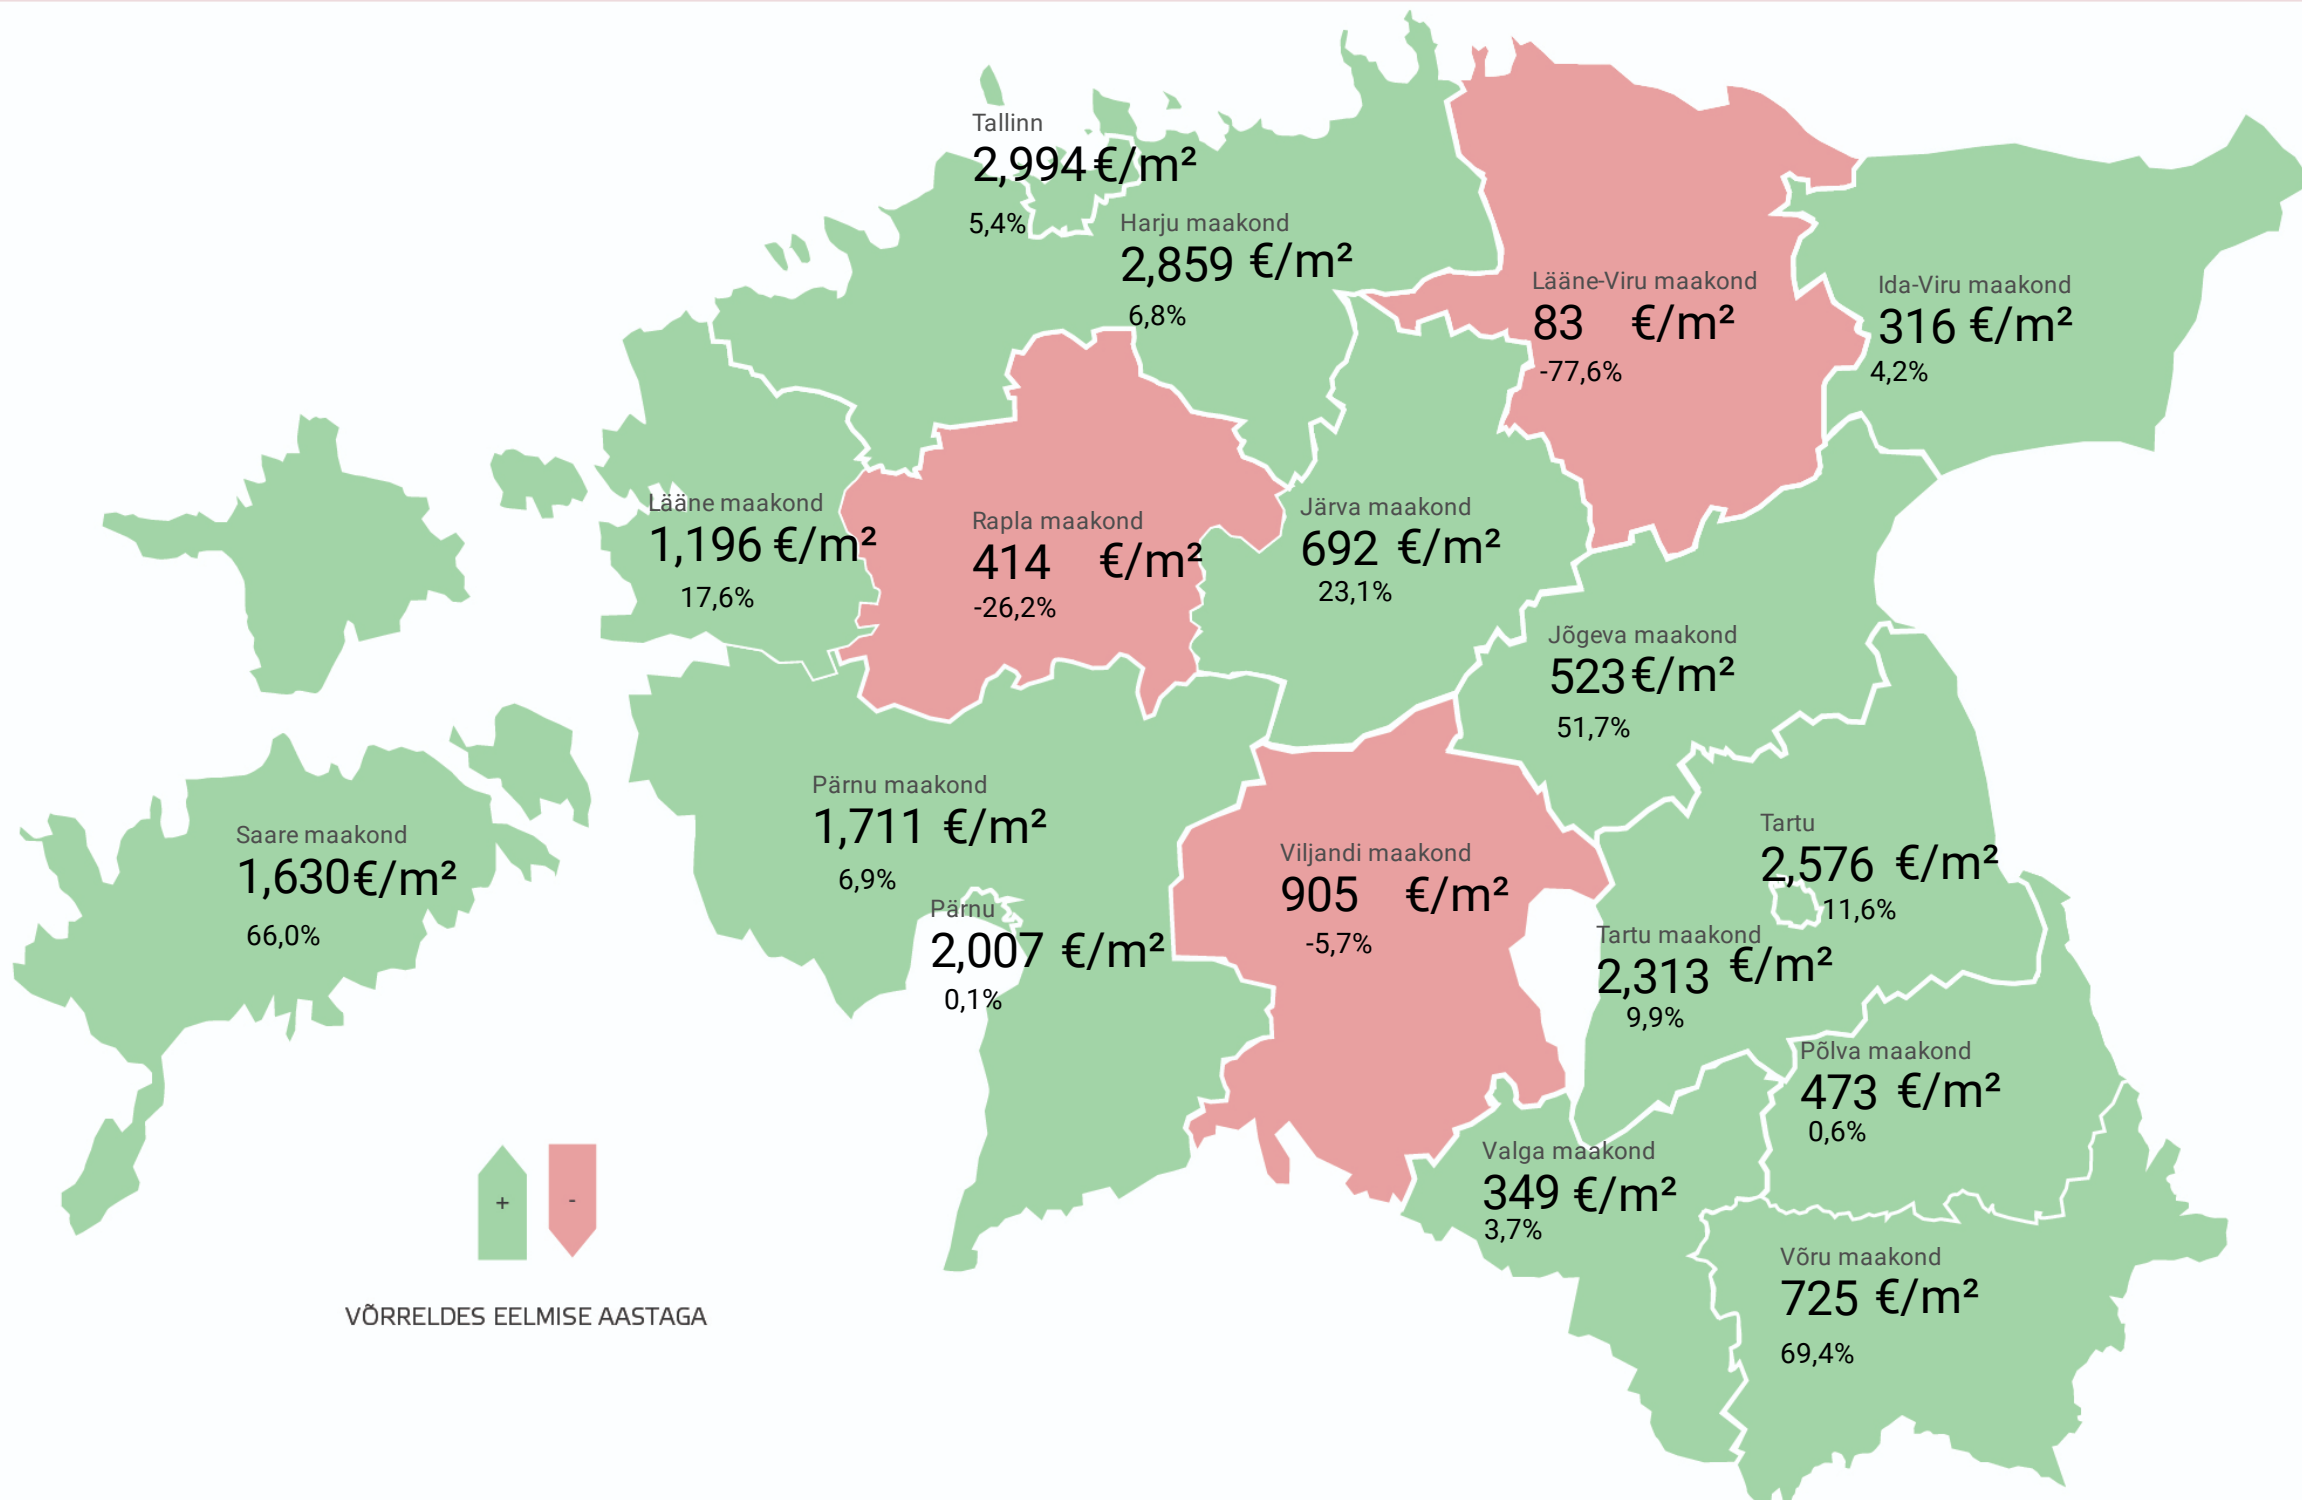 Tallinn
2,994 €/m²
5,4%
Harju maakond
2,859 €/m²
6,8%
Lääne-Viru maakond
83 €/m²
-77,6%
Ida-Viru maakond
316 €/m²
4,2%
Lääne maakond
1,196 €/m²
17,6%
Rapla maakond
414 €/m²
-26,2%
Järva maakond
692 €/m²
23,1%
Jõgeva maakond
523 €/m²
51,7%
Saare maakond
1,630 €/m²
66,0%
Pärnu maakond
1,711 €/m²
6,9%
Pärnu
2,007 €/m²
0,1%
Viljandi maakond
905 €/m²
-5,7%
Tartu
2,576 €/m²
11,6%
Tartu maakond
2,313 €/m²
9,9%
Põlva maakond
473 €/m²
0,6%
Valga maakond
349 €/m²
3,7%
Võru maakond
725 €/m²
69,4%
+ -
VÕRRELDES EELMISE AASTAGA